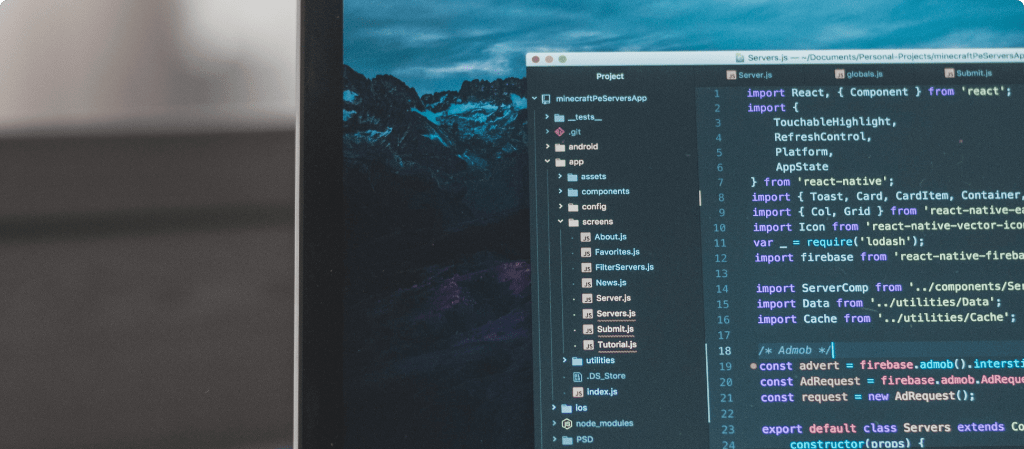 Servers.js — ~/Documents/Personal-Projects/minecraftPeServersApp
Project
Server.js
globals.js
Submit.js
minecraftPeServersApp
__tests__
.git
android
app
assets
components
config
screens
About.js
Favorites.js
FilterServers.js
News.js
Server.js
Servers.js
Submit.js
Tutorial.js
utilities
.DS_Store
index.js
ios
node_modules
PSD
1 import React, { Component } from 'react';
2 import {
3 TouchableHighlight,
4 RefreshControl,
5 Platform,
6 AppState
7 } from 'react-native';
8 import { Toast, Card, CardItem, Container,
9 import { Col, Grid } from 'react-native-ea
10 import Icon from 'react-native-vector-ico
11 var _ = require('lodash');
12 import firebase from 'react-native-fireba
13
14 import ServerComp from '../components/Se
15 import Data from '../utilities/Data';
16 import Cache from '../utilities/Cache';
17
18 /* Admob */
19 const advert = firebase.admob().intersti
20 const AdRequest = firebase.admob.AdReque
21 const request = new AdRequest();
22
23 export default class Servers extends Co
24 constructor(props) {